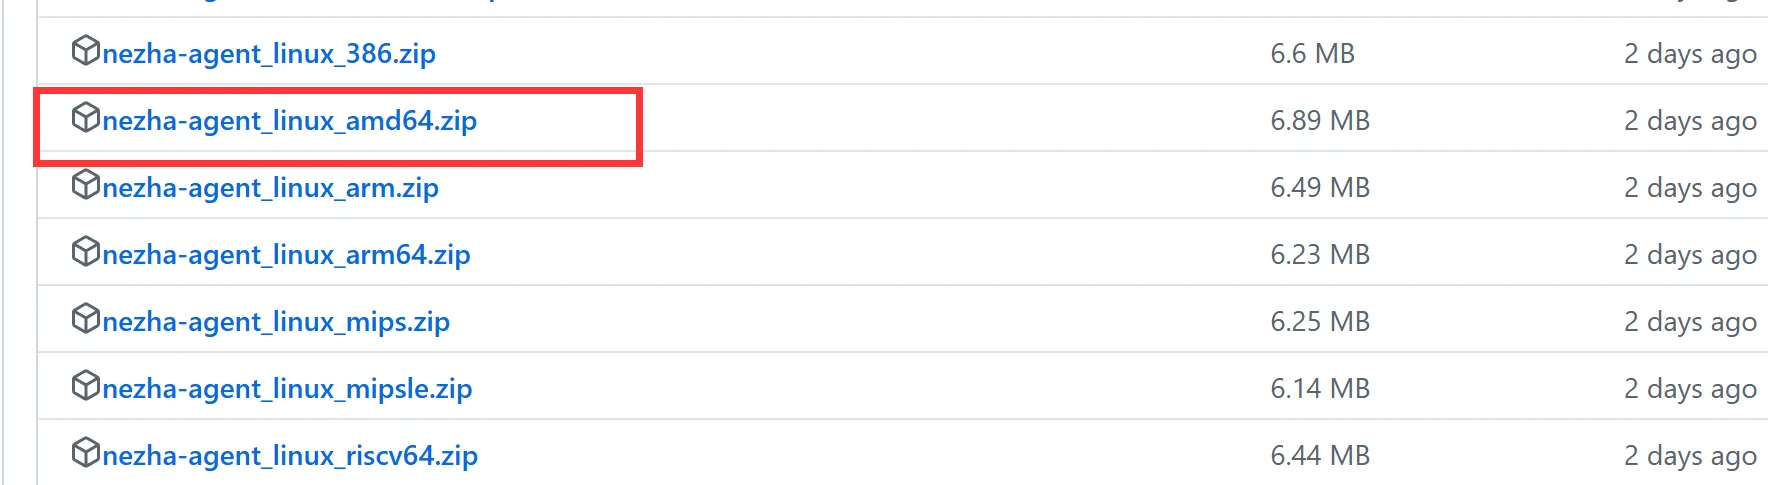 nezha-agent_linux_386.zip 6.6 MB 2 days ago
nezha-agent_linux_amd64.zip 6.89 MB 2 days ago
nezha-agent_linux_arm.zip 6.49 MB 2 days ago
nezha-agent_linux_arm64.zip 6.23 MB 2 days ago
nezha-agent_linux_mips.zip 6.25 MB 2 days ago
nezha-agent_linux_mipsle.zip 6.14 MB 2 days ago
nezha-agent_linux_riscv64.zip 6.44 MB 2 days ago